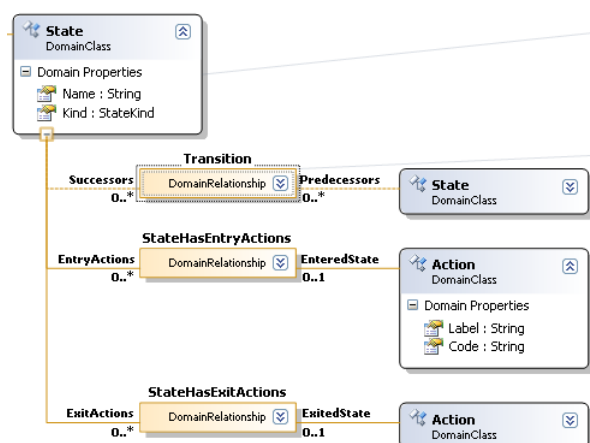 State
DomainClass
Domain Properties
Name : String
Kind : StateKind
Transition
Successors DomainRelationship Predecessors
0..* 0..*
State
DomainClass
StateHasEntryActions
EntryActions DomainRelationship EnteredState
0..* 0..1
Action
DomainClass
Domain Properties
Label : String
Code : String
StateHasExitActions
ExitActions DomainRelationship ExitedState
0..* 0..1
Action
DomainClass